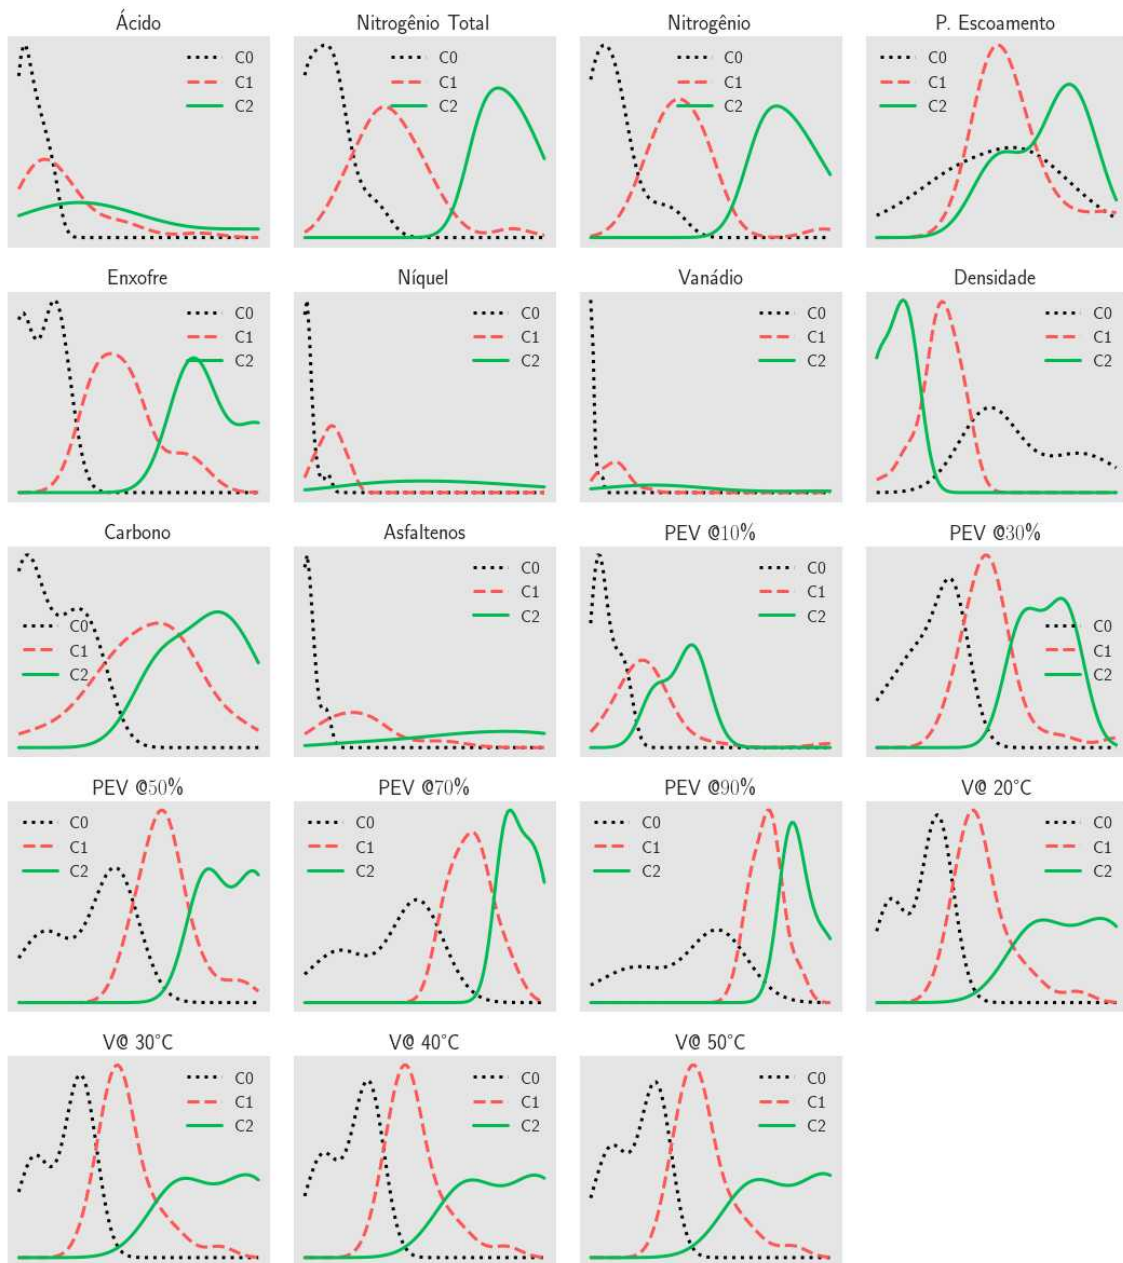 Ácido
C0
C1
C2
Nitrogênio Total
C0
C1
C2
Nitrogênio
C0
C1
C2
P. Escoamento
C0
C1
C2
Enxofre
C0
C1
C2
Níquel
C0
C1
C2
Vanádio
C0
C1
C2
Densidade
C0
C1
C2
Carbono
C0
C1
C2
Asfaltenos
C0
C1
C2
PEV @10%
C0
C1
C2
PEV @30%
C0
C1
C2
PEV @50%
C0
C1
C2
PEV @70%
C0
C1
C2
PEV @90%
C0
C1
C2
V@ 20°C
C0
C1
C2
V@ 30°C
C0
C1
C2
V@ 40°C
C0
C1
C2
V@ 50°C
C0
C1
C2